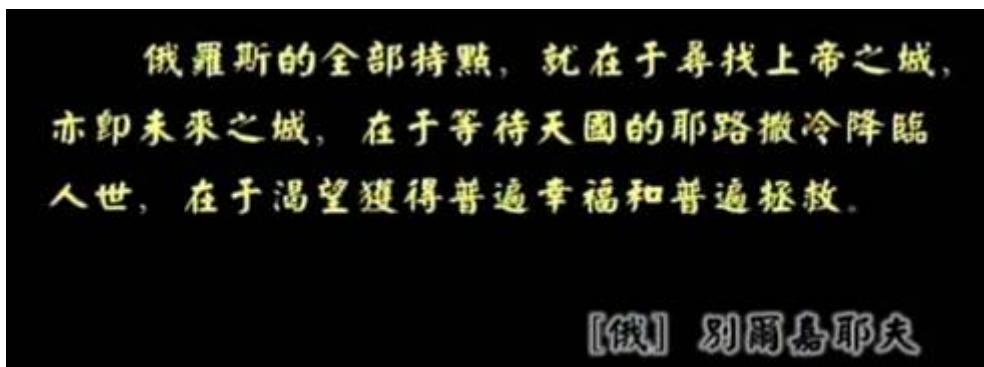 俄羅斯的全部特點，就在于尋找上帝之城，
亦即未來之城，在于等待天國的耶路撒冷降臨
人世，在于渴望獲得普遍幸福和普遍拯救。
[俄] 別爾嘉耶夫